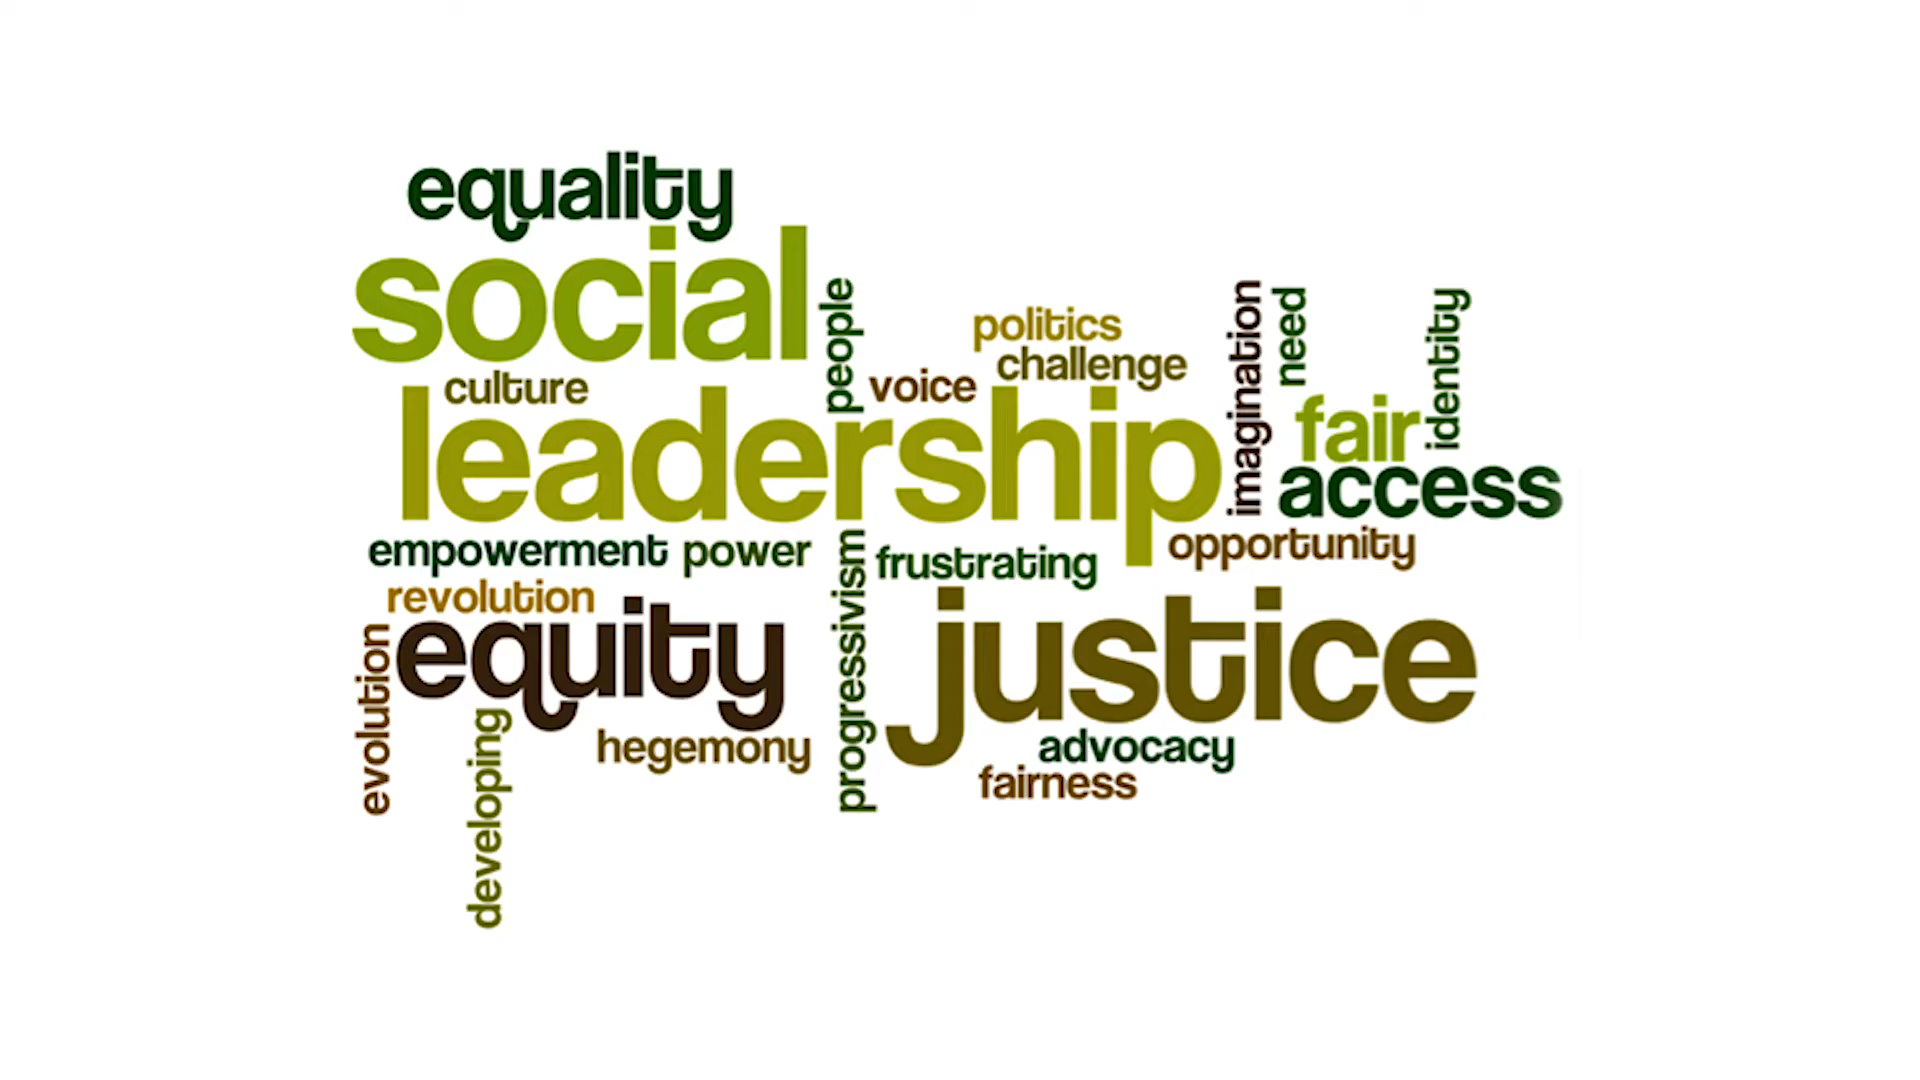 equality
social
people
politics
challenge
culture
voice
leadership
imagination
need
identity
fair
access
opportunity
empowerment
power
frustrating
revolution
equity
progressivism
justice
evolution
developing
hegemony
advocacy
fairness